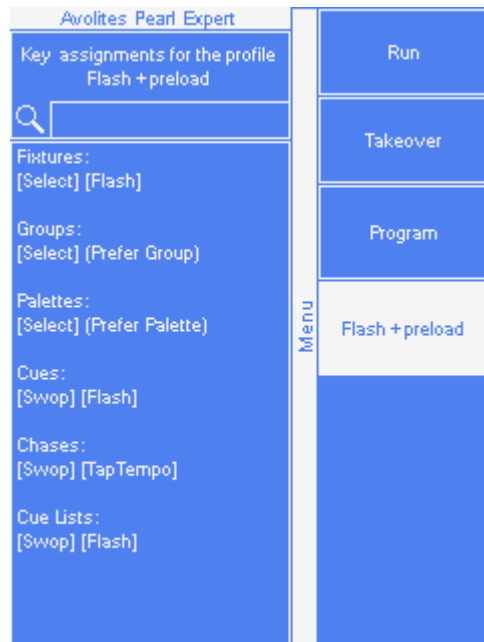 Avolites Pearl Expert
Key assignments for the profile
Flash + preload
Fixtures:
[Select] [Flash]
Groups:
[Select] (Prefer Group)
Palettes:
[Select] (Prefer Palette)
Cues:
[Swop] [Flash]
Chases:
[Swop] [TapTempo]
Cue Lists:
[Swop] [Flash]
Menu
Run
Takeover
Program
Flash + preload